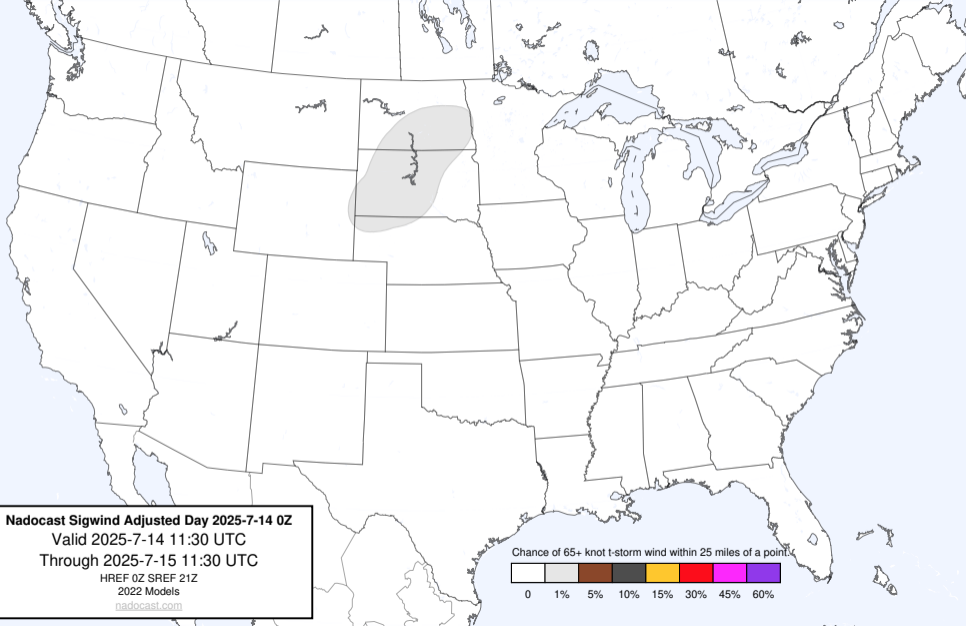 Nadocast Sigwind Adjusted Day 2025-7-14 0Z
Valid 2025-7-14 11:30 UTC
Through 2025-7-15 11:30 UTC
HREF 0Z SREF 21Z
2022 Models
nadocast.com
Chance of 65+ knot t-storm wind within 25 miles of a point.
0 1% 5% 10% 15% 30% 45% 60%